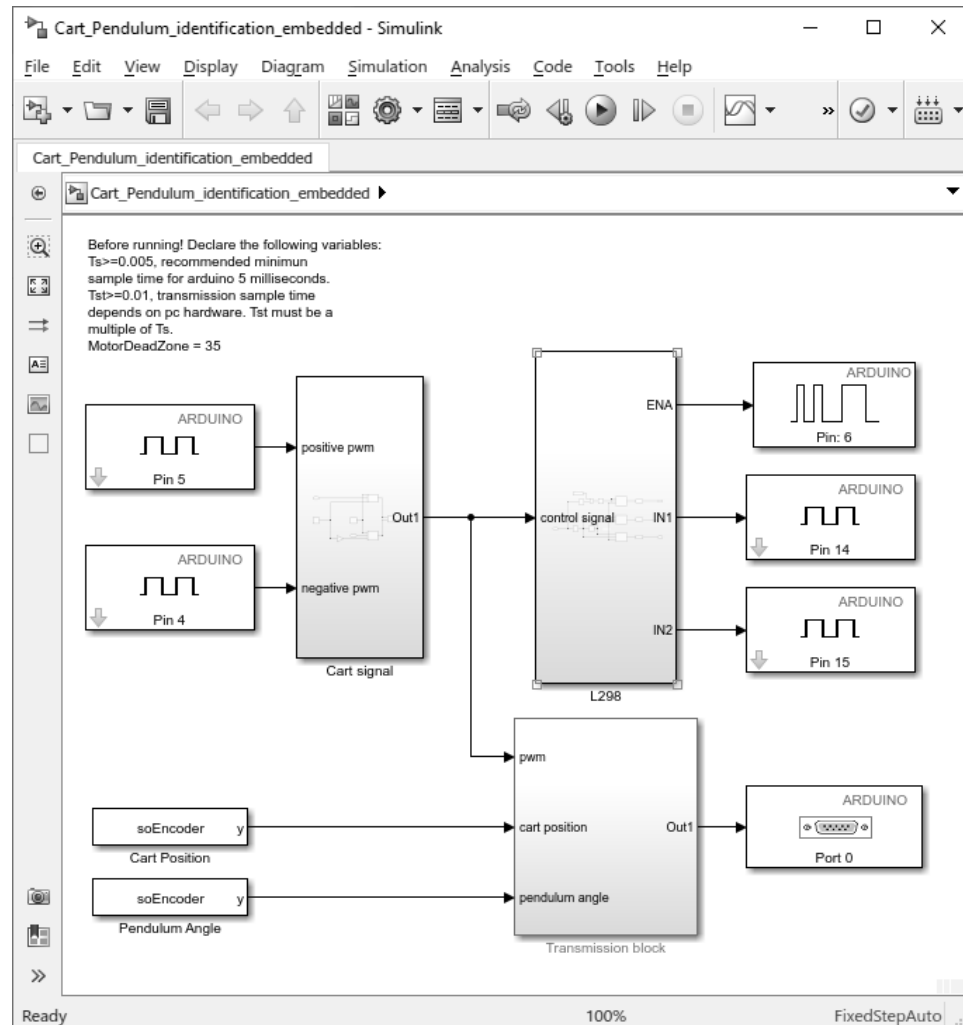 Cart_Pendulum_identification_embedded - Simulink
File Edit View Display Diagram Simulation Analysis Code Tools Help
»
Cart_Pendulum_identification_embedded
Cart_Pendulum_identification_embedded
Before running! Declare the following variables:
Ts>=0.005, recommended minimun
sample time for arduino 5 milliseconds.
Tst>=0.01, transmission sample time
depends on pc hardware. Tst must be a
multiple of Ts.
MotorDeadZone = 35
ARDUINO
Pin 5
ARDUINO
Pin 4
positive pwm
Out1
negative pwm
Cart signal
ENA
control signal
IN1
IN2
L298
ARDUINO
Pin: 6
ARDUINO
Pin 14
ARDUINO
Pin 15
soEncoder y
Cart Position
soEncoder y
Pendulum Angle
pwm
cart position
Out1
pendulum angle
Transmission block
ARDUINO
Port 0
Ready 100% FixedStepAuto